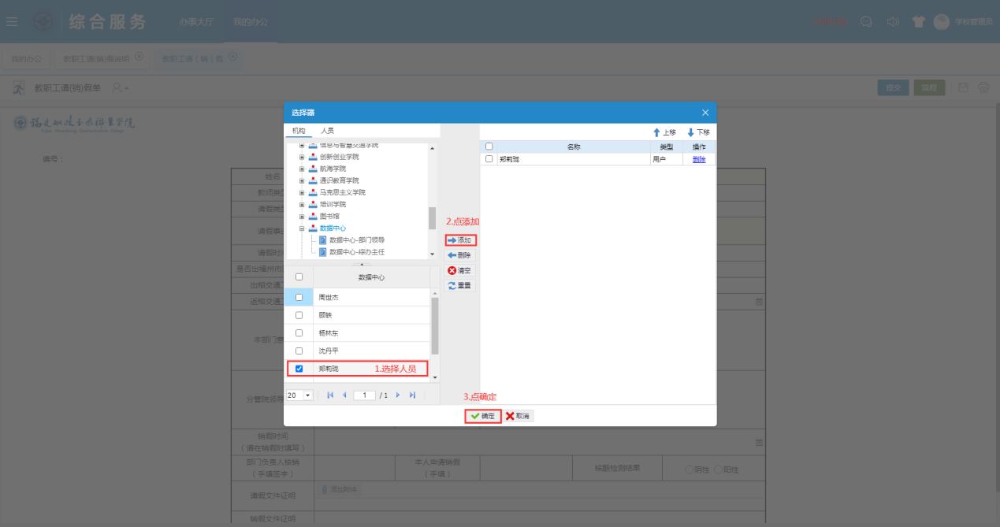 综合服务
办事大厅
我的办公
学校管理员
我的办公
教职工请(销)假说明
教职工请（销）假
教职工请(销)假单
提交
流程
编号：
选择器
机构
人员
上移
下移
信息与智慧交通学院
创新创业学院
航海学院
通识教育学院
马克思主义学院
培训学院
图书馆
数据中心
数据中心-部门领导
数据中心-综办主任
名称
类型
操作
郑莉珑
用户
删除
2.点添加
添加
删除
清空
重置
数据中心
周世杰
顾轶
杨林东
沈丹平
郑莉珑
1.选择人员
20
1
/ 1
3.点确定
确定
取消
姓名
教师类
请假类
请假事
请假时
是否出福州市
出榕交通
返榕交通
本部门意
分管院领导
销假时间
（请在销假时填写）
部门负责人核销
（手填签字）
本人申请销假
（手填）
核酸检测结果
阴性
阳性
请假文件证明
添加附件
销假文件证明